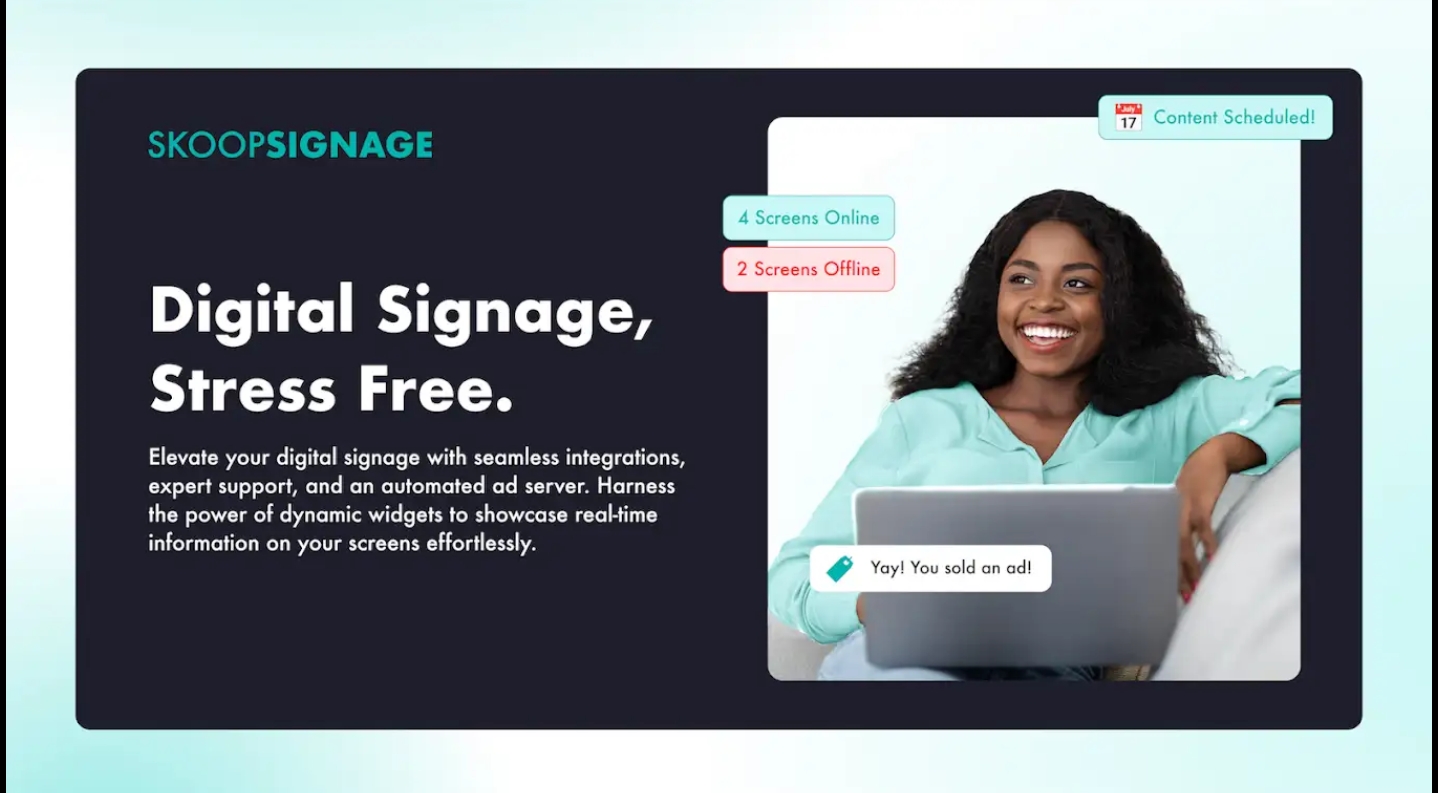 SKOOPSIGNAGE
Digital Signage,
Stress Free.
Elevate your digital signage with seamless integrations,
expert support, and an automated ad server. Harness
the power of dynamic widgets to showcase real-time
information on your screens effortlessly.
July
17
Content Scheduled!
4 Screens Online
2 Screens Offline
Yay! You sold an ad!